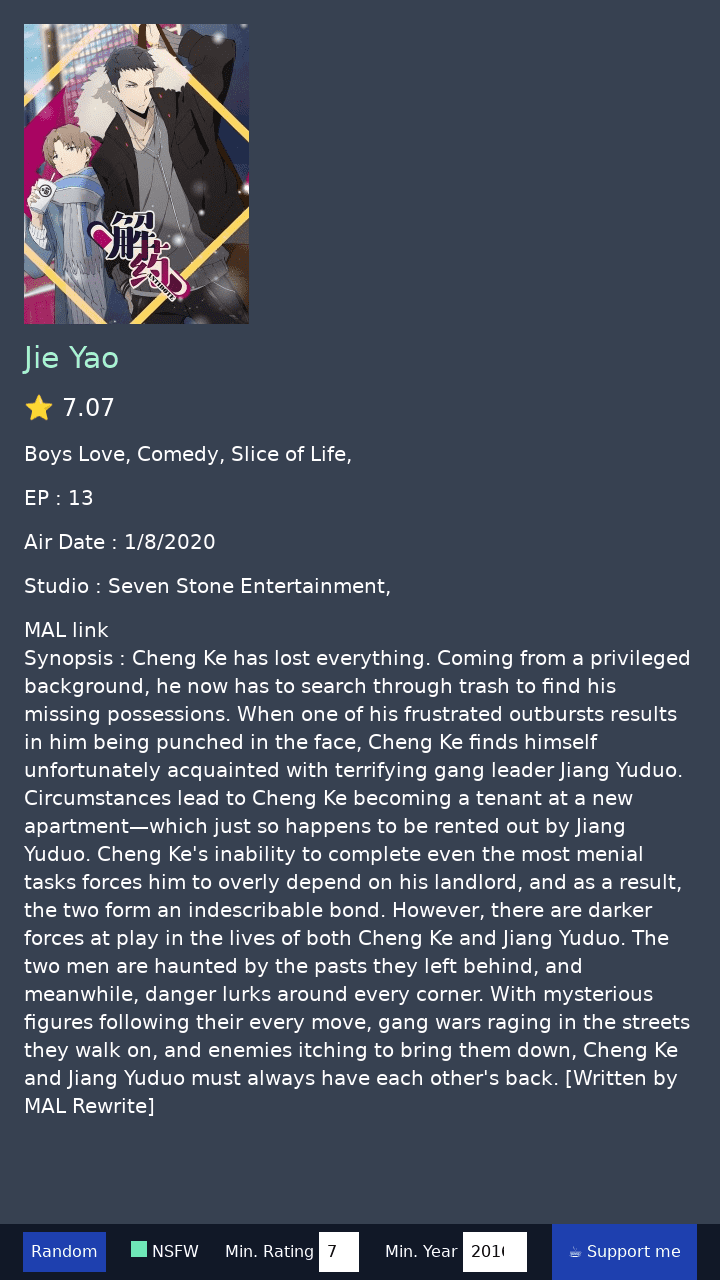 解
药
ANTIDOTE
Jie Yao
7.07
Boys Love, Comedy, Slice of Life,
EP : 13
Air Date : 1/8/2020
Studio : Seven Stone Entertainment,
MAL link
Synopsis : Cheng Ke has lost everything. Coming from a privileged
background, he now has to search through trash to find his
missing possessions. When one of his frustrated outbursts results
in him being punched in the face, Cheng Ke finds himself
unfortunately acquainted with terrifying gang leader Jiang Yuduo.
Circumstances lead to Cheng Ke becoming a tenant at a new
apartment—which just so happens to be rented out by Jiang
Yuduo. Cheng Ke's inability to complete even the most menial
tasks forces him to overly depend on his landlord, and as a result,
the two form an indescribable bond. However, there are darker
forces at play in the lives of both Cheng Ke and Jiang Yuduo. The
two men are haunted by the pasts they left behind, and
meanwhile, danger lurks around every corner. With mysterious
figures following their every move, gang wars raging in the streets
they walk on, and enemies itching to bring them down, Cheng Ke
and Jiang Yuduo must always have each other's back. [Written by
MAL Rewrite]
Random NSFW Min. Rating 7 Min. Year 2016 Support me